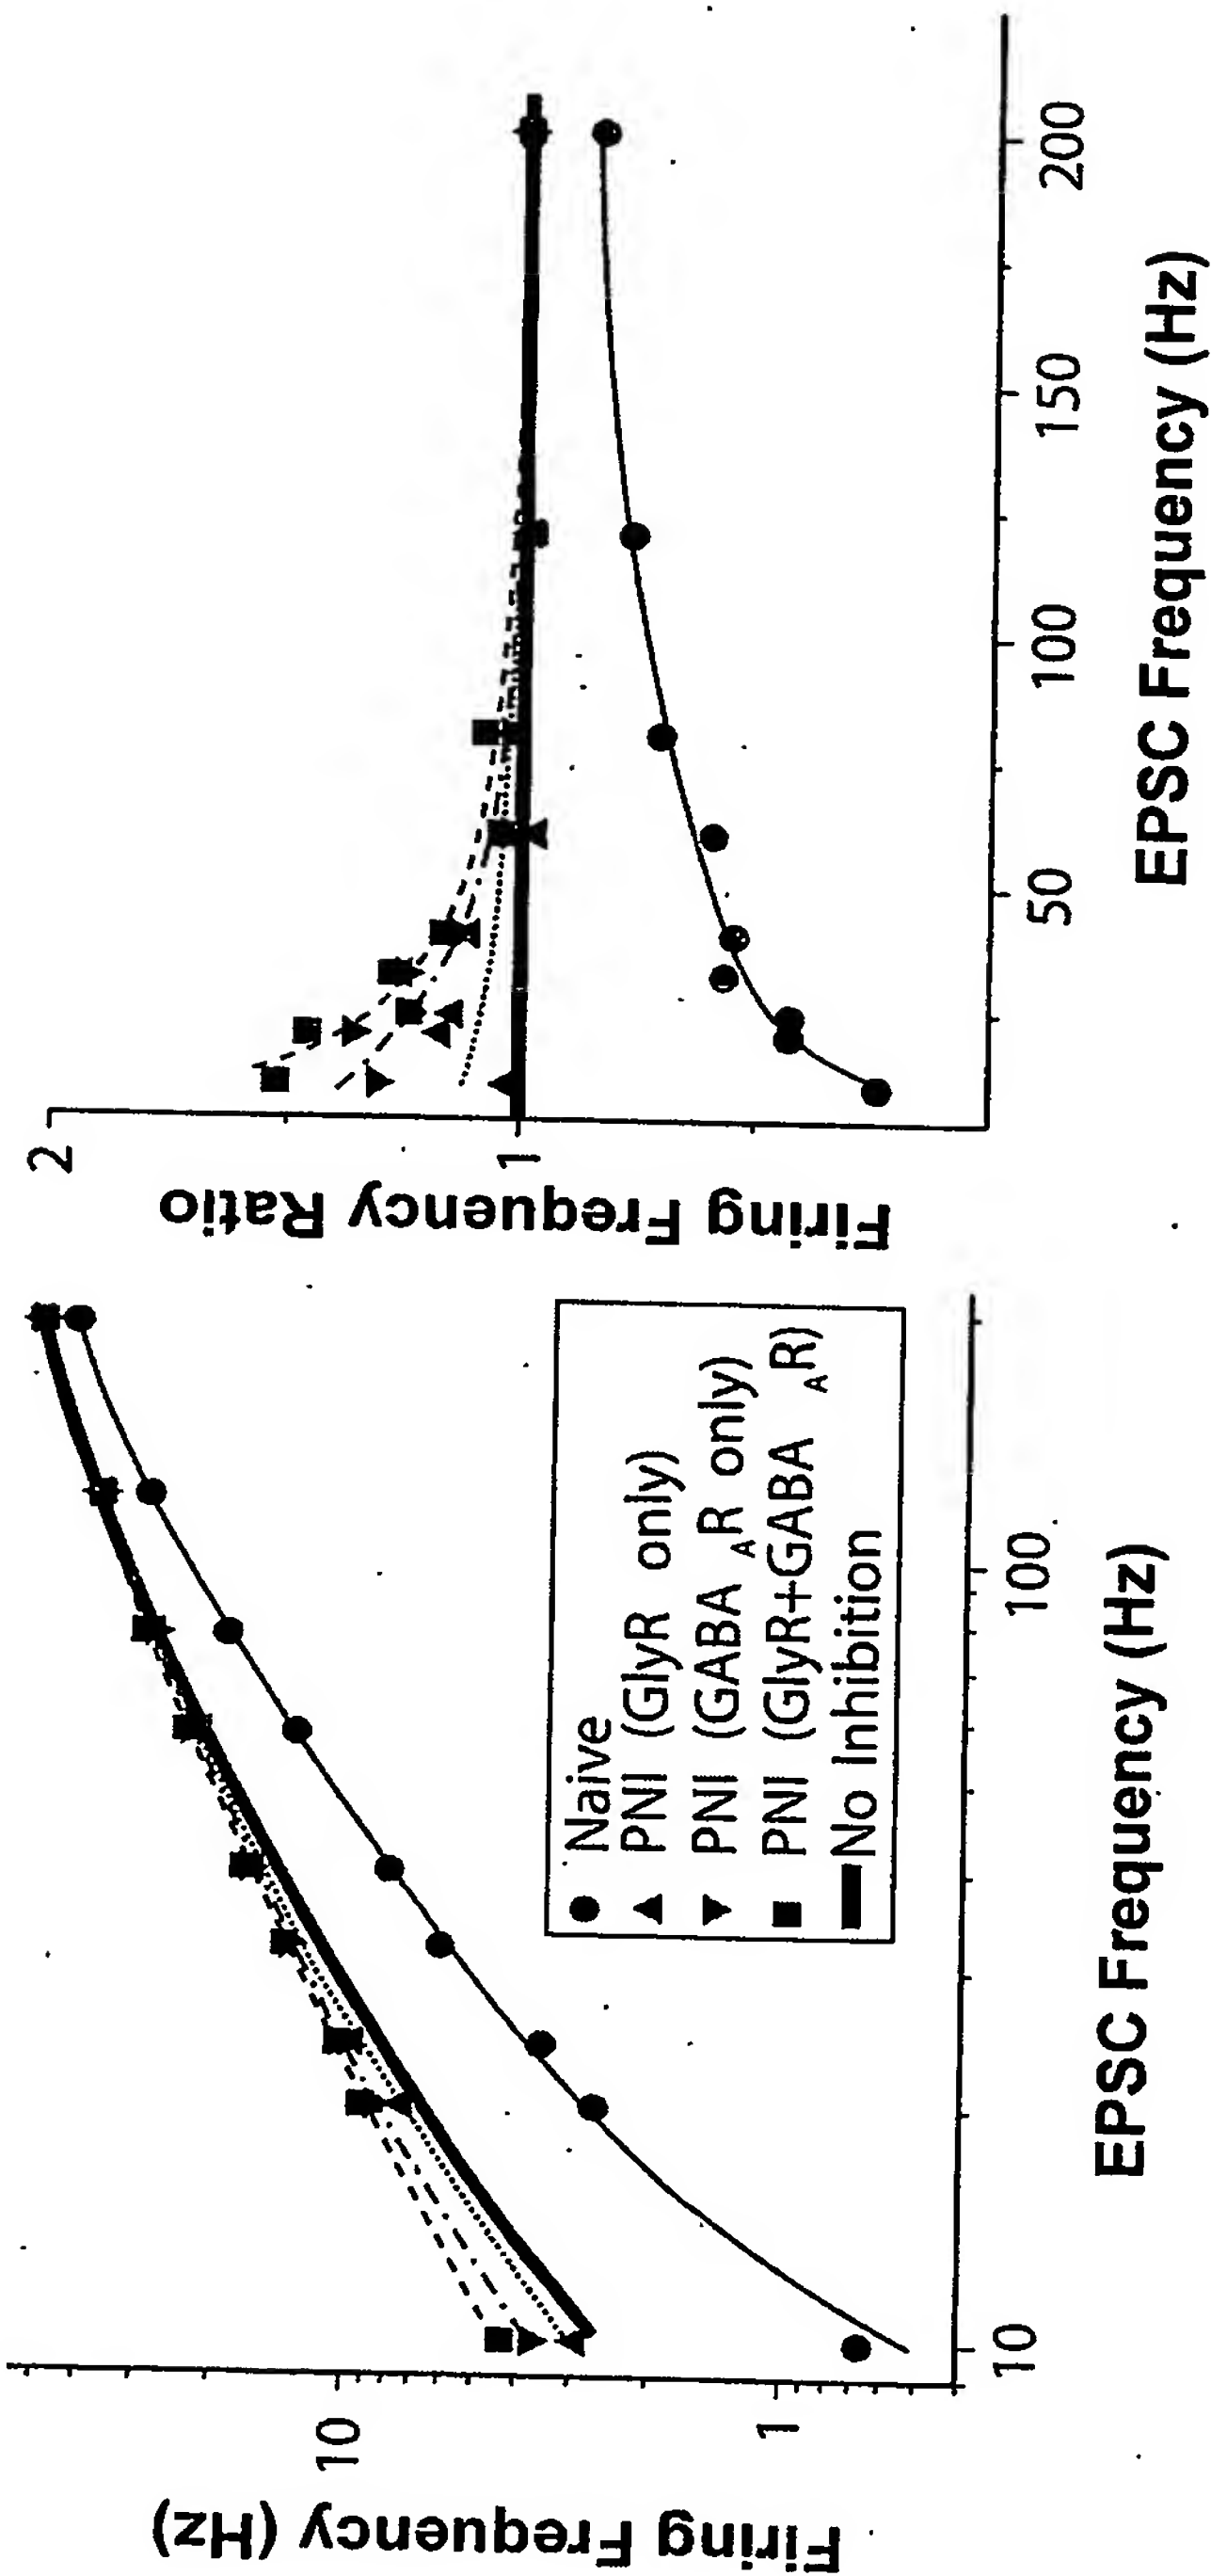 Firing Frequency (Hz)
10
1
10
100
EPSC Frequency (Hz)
Naive
PNI (GlyR only)
PNI (GABA AR only)
PNI (GlyR+GABA AR)
No Inhibition
Firing Frequency Ratio
2
1
50
100
150
200
EPSC Frequency (Hz)